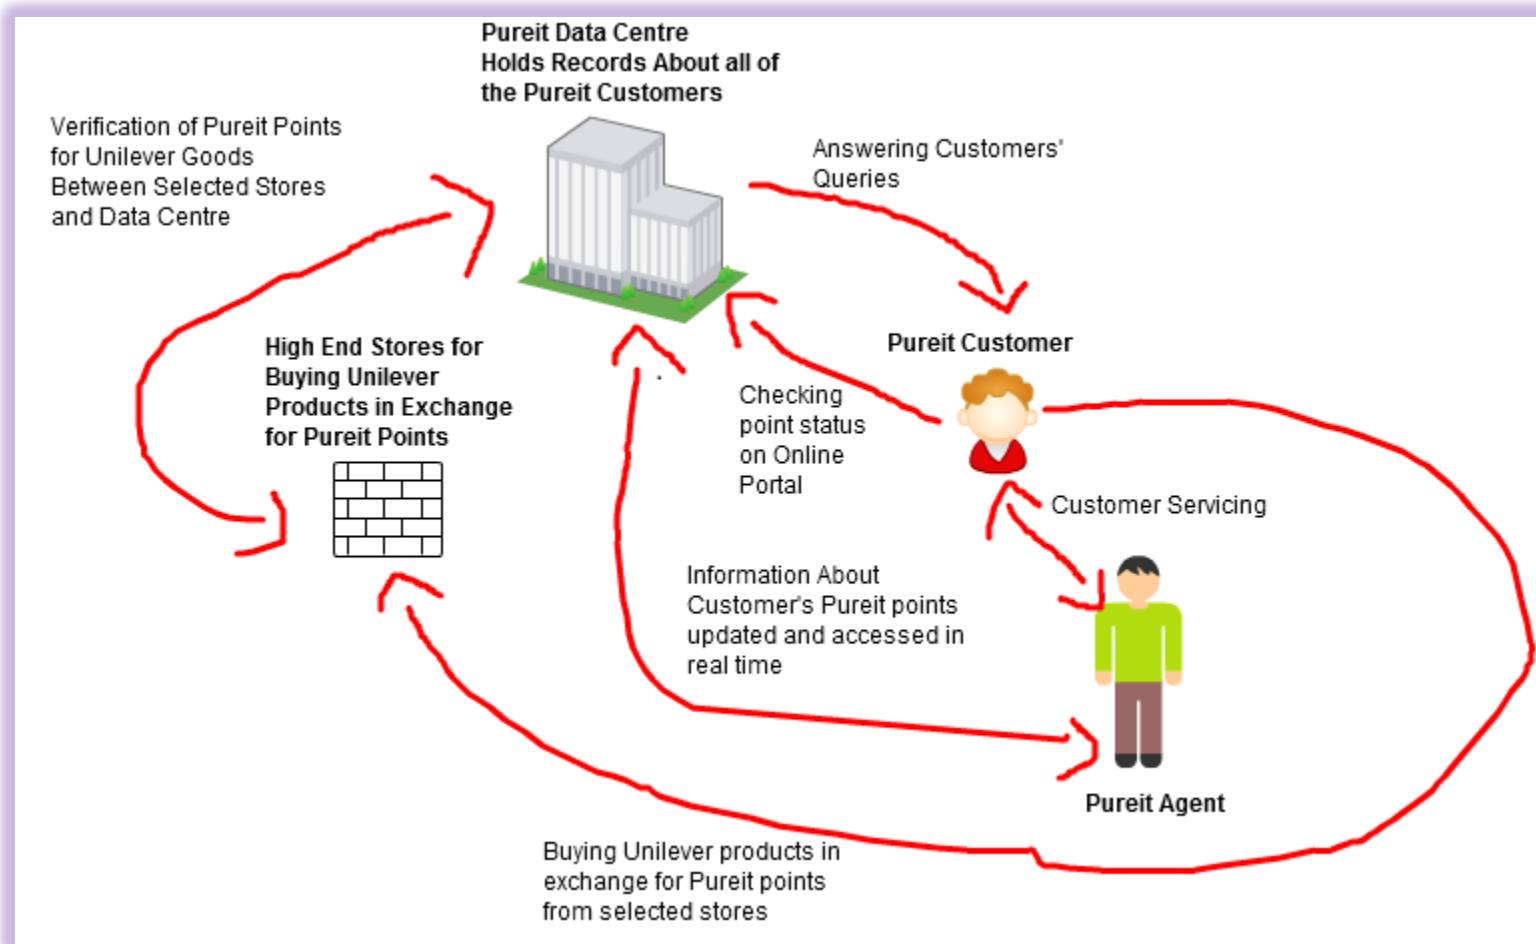 Pureit Data Centre
Holds Records About all of
the Pureit Customers
Verification of Pureit Points
for Unilever Goods
Between Selected Stores
and Data Centre
Answering Customers'
Queries
High End Stores for
Buying Unilever
Products in Exchange
for Pureit Points
Pureit Customer
Checking
point status
on Online
Portal
Customer Servicing
Information About
Customer's Pureit points
updated and accessed in
real time
Pureit Agent
Buying Unilever products in
exchange for Pureit points
from selected stores